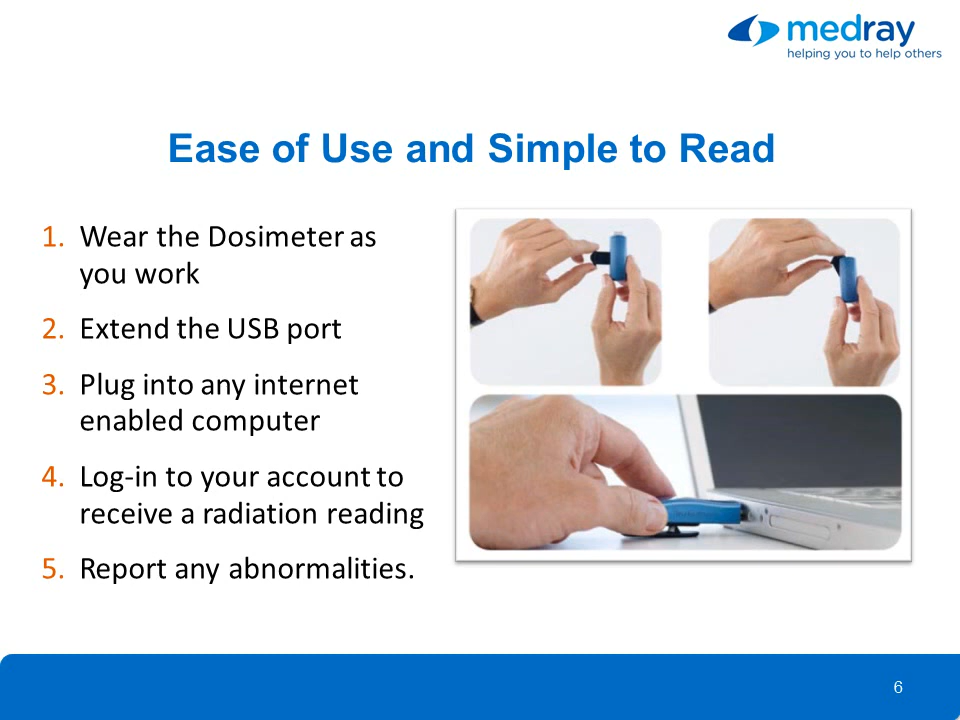 medray
helping you to help others
Ease of Use and Simple to Read
1. Wear the Dosimeter as
you work
2. Extend the USB port
3. Plug into any internet
enabled computer
4. Log-in to your account to
receive a radiation reading
5. Report any abnormalities.
6